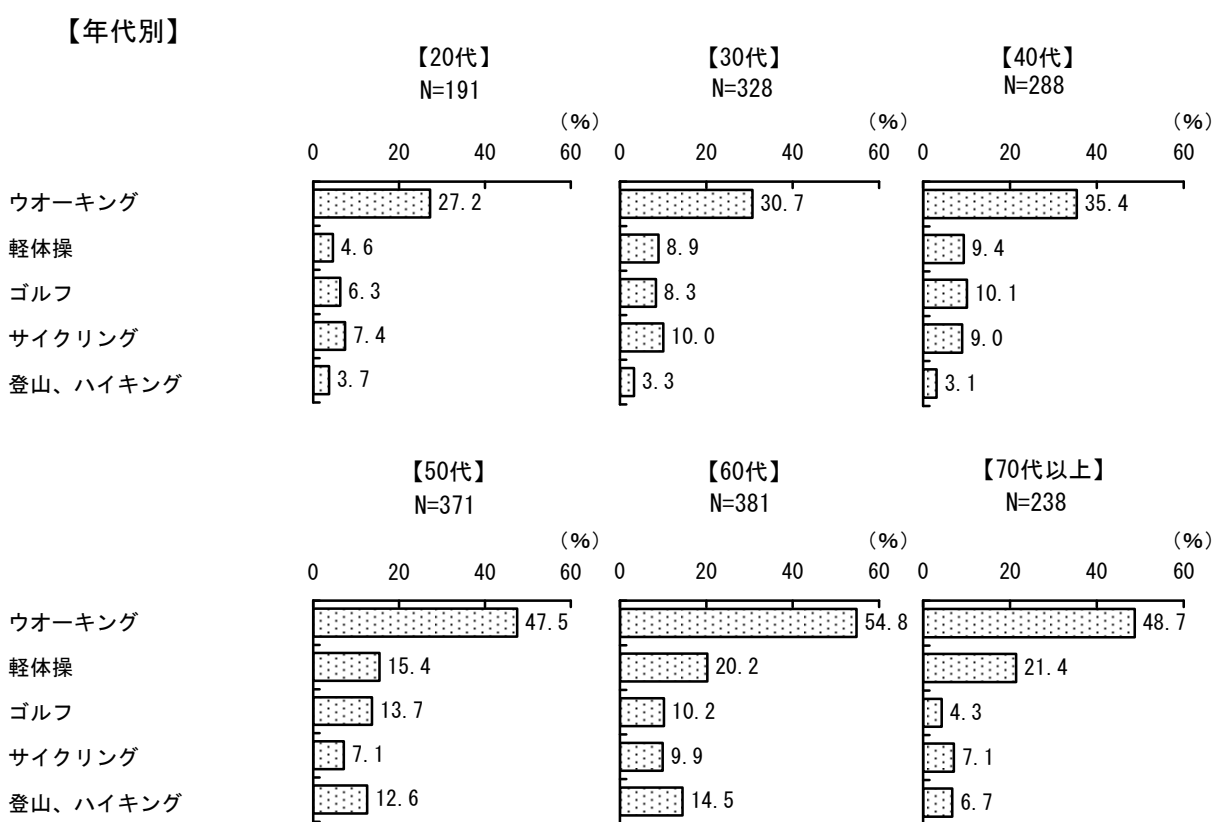 【年代別】
【20代】 【30代】 【40代】
N=191 N=328 N=288
(%) (%) (%)
0 20 40 60 0 20 40 60 0 20 40 60
ウオーキング 27.2 30.7 35.4
軽体操 4.6 8.9 9.4
ゴルフ 6.3 8.3 10.1
サイクリング 7.4 10.0 9.0
登山、ハイキング 3.7 3.3 3.1
【50代】 【60代】 【70代以上】
N=371 N=381 N=238
(%) (%) (%)
0 20 40 60 0 20 40 60 0 20 40 60
ウオーキング 47.5 54.8 48.7
軽体操 15.4 20.2 21.4
ゴルフ 13.7 10.2 4.3
サイクリング 7.1 9.9 7.1
登山、ハイキング 12.6 14.5 6.7